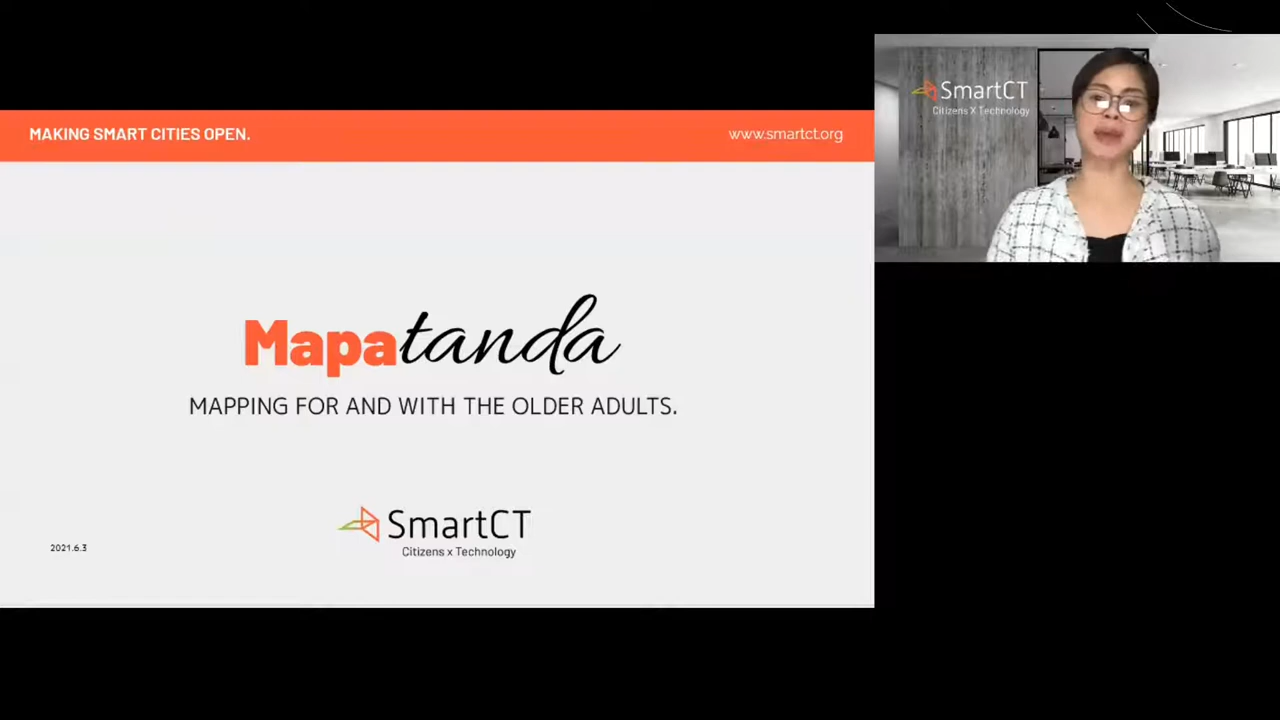 MAKING SMART CITIES OPEN.
www.smartct.org
Mapatanda
MAPPING FOR AND WITH THE OLDER ADULTS.
SmartCT
Citizens x Technology
2021.6.3
SmartCT
Citizens X Technology